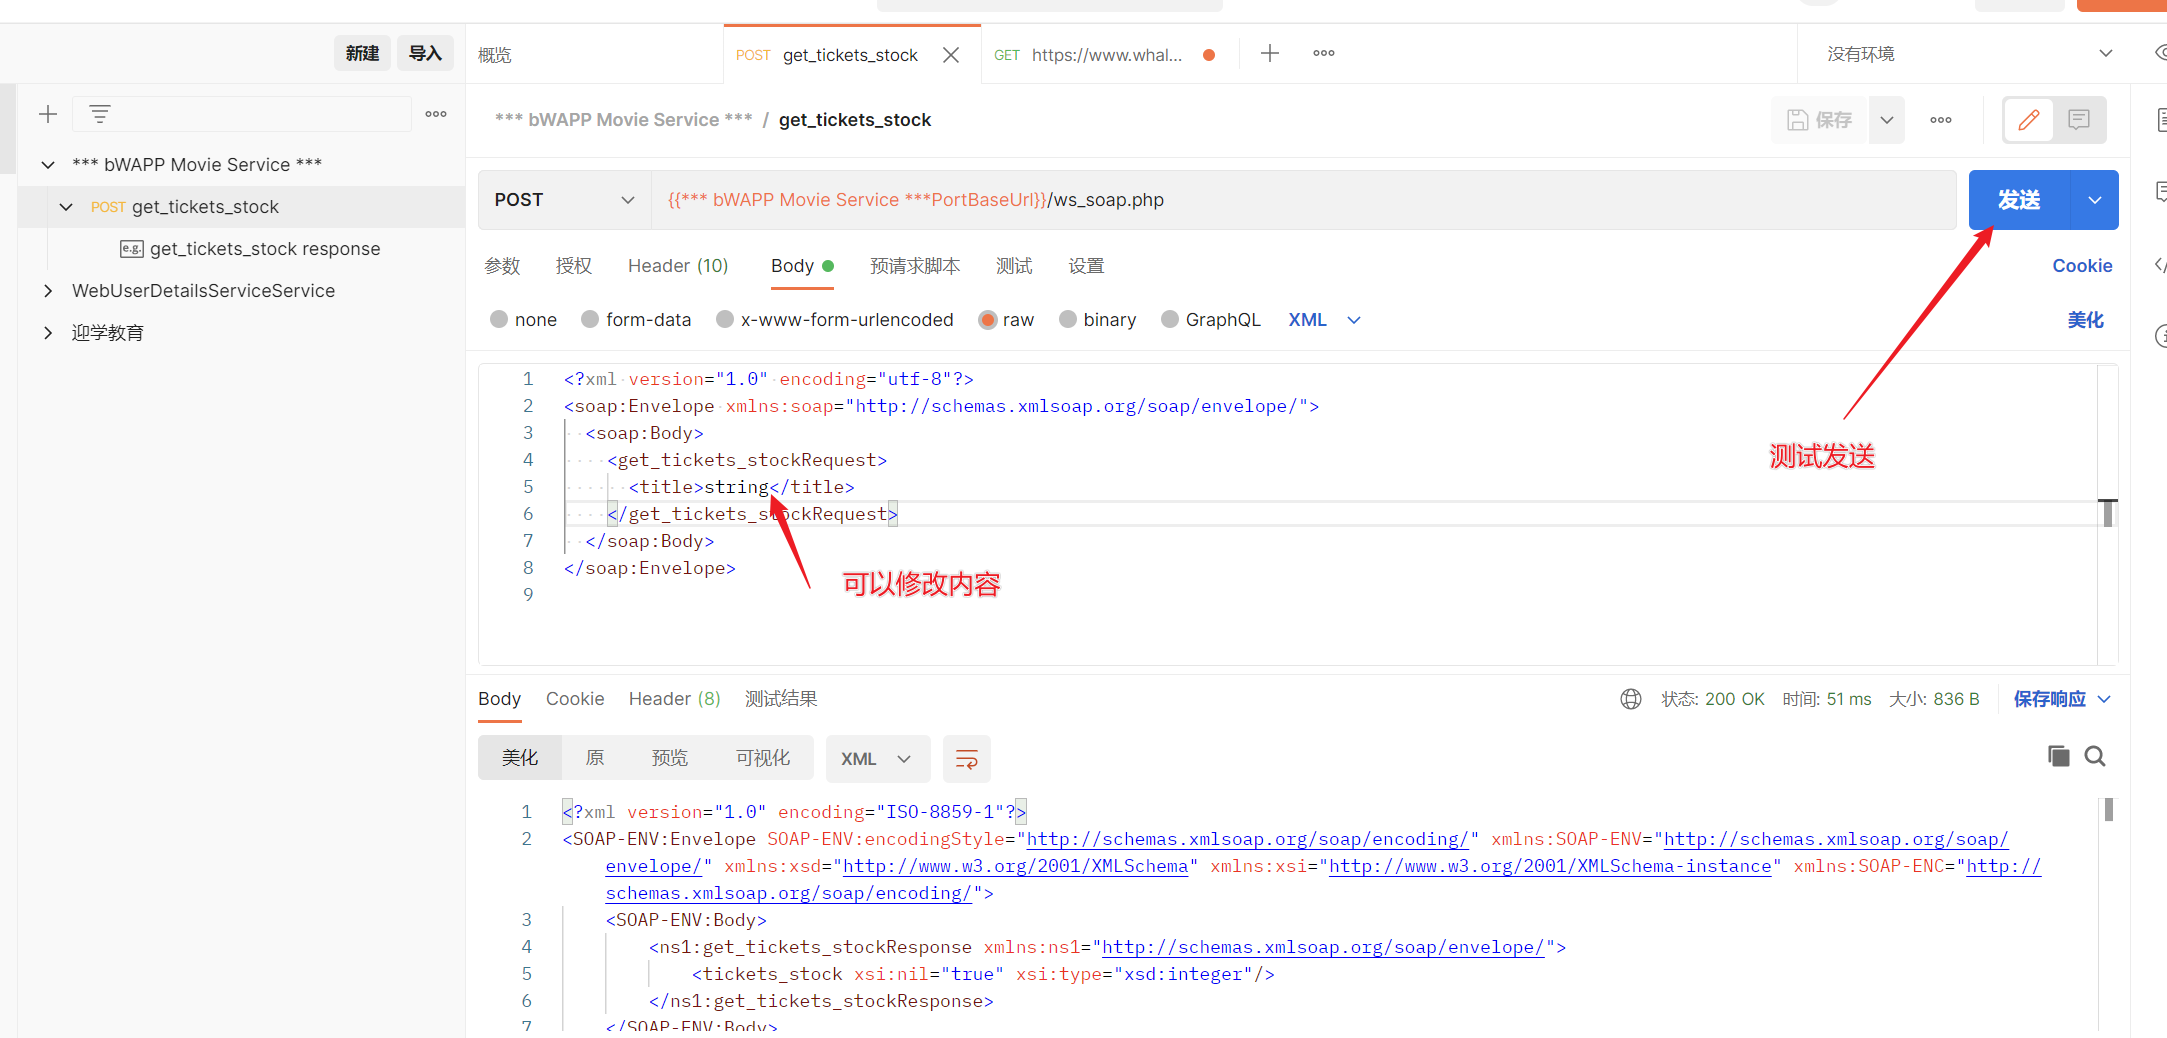 新建
导入
概览
POST get_tickets_stock
GET https://www.whal...
没有环境
*** bWAPP Movie Service *** / get_tickets_stock
保存
*** bWAPP Movie Service ***
POST get_tickets_stock
e.g. get_tickets_stock response
WebUserDetailsServiceService
迎学教育
POST
{{*** bWAPP Movie Service ***PortBaseUrl}}/ws_soap.php
发送
参数 授权 Header (10) Body 预请求脚本 测试 设置
Cookie
none form-data x-www-form-urlencoded raw binary GraphQL XML
美化
1 <?xml version="1.0" encoding="utf-8"?>
2 <soap:Envelope xmlns:soap="http://schemas.xmlsoap.org/soap/envelope/">
3 <soap:Body>
4 <get_tickets_stockRequest>
5 <title>string</title>
6 </get_tickets_stockRequest>
7 </soap:Body>
8 </soap:Envelope>
9
测试发送
可以修改内容
Body Cookie Header (8) 测试结果
状态: 200 OK 时间: 51 ms 大小: 836 B 保存响应
美化 原 预览 可视化 XML
1 <?xml version="1.0" encoding="ISO-8859-1"?>
2 <SOAP-ENV:Envelope SOAP-ENV:encodingStyle="http://schemas.xmlsoap.org/soap/encoding/" xmlns:SOAP-ENV="http://schemas.xmlsoap.org/soap/
envelope/" xmlns:xsd="http://www.w3.org/2001/XMLSchema" xmlns:xsi="http://www.w3.org/2001/XMLSchema-instance" xmlns:SOAP-ENC="http://
schemas.xmlsoap.org/soap/encoding/">
3 <SOAP-ENV:Body>
4 <ns1:get_tickets_stockResponse xmlns:ns1="http://schemas.xmlsoap.org/soap/envelope/">
5 <tickets_stock xsi:nil="true" xsi:type="xsd:integer"/>
6 </ns1:get_tickets_stockResponse>
7 </SOAP-ENV:Body>